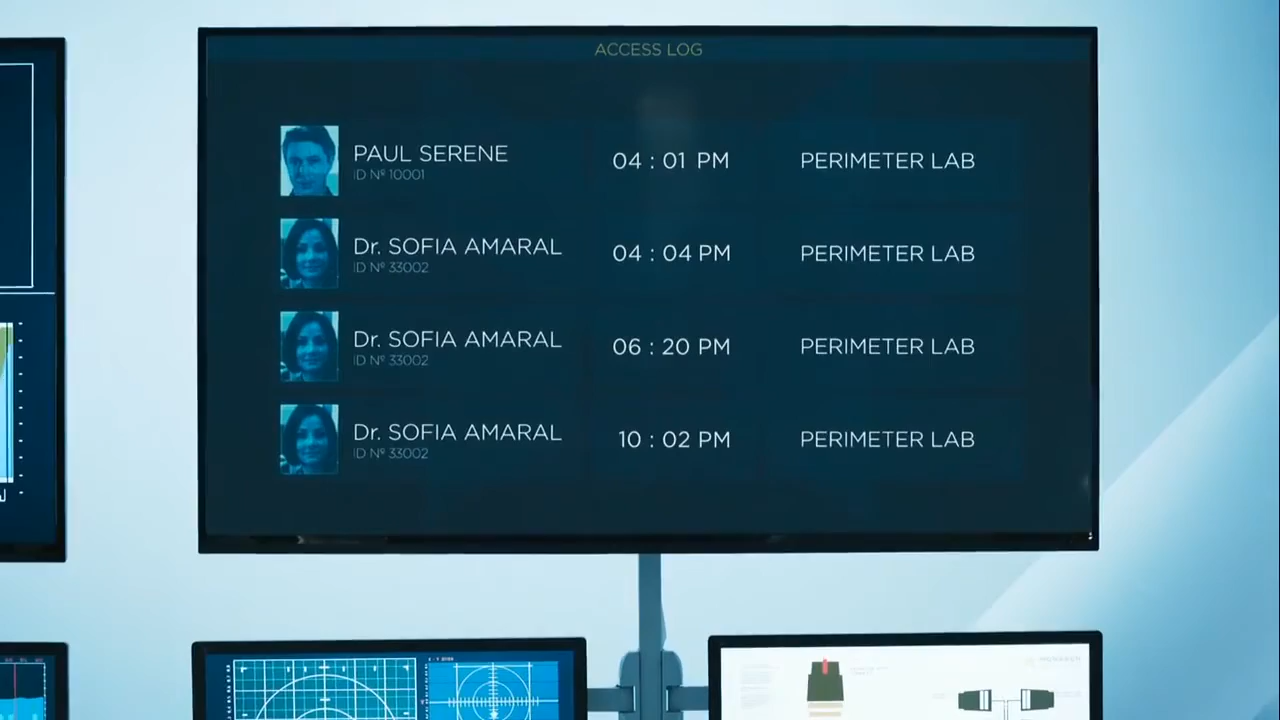 ACCESS LOG
PAUL SERENE
ID Nº 10001
04 : 01 PM
PERIMETER LAB
Dr. SOFIA AMARAL
ID Nº 33002
04 : 04 PM
PERIMETER LAB
Dr. SOFIA AMARAL
ID Nº 33002
06 : 20 PM
PERIMETER LAB
Dr. SOFIA AMARAL
ID Nº 33002
10 : 02 PM
PERIMETER LAB
MONARCH